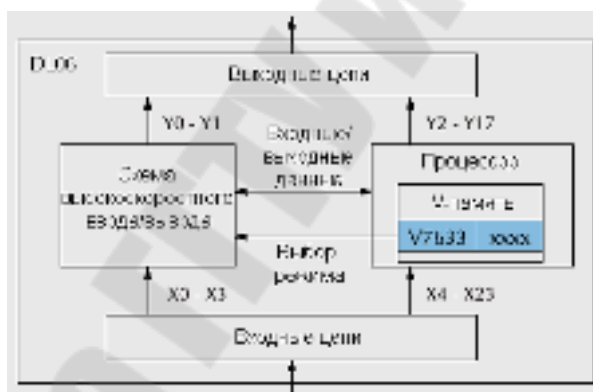 DL06
Выходные цепи
Y0 - Y1
Y2 - Y17
Входные/
выходные
данные
Схема
высокоскоростного
ввода/вывода
Процессор
V-память
V7633 xxxx
Выбор
режима
X0 - X3
X4 - X23
Входные цепи